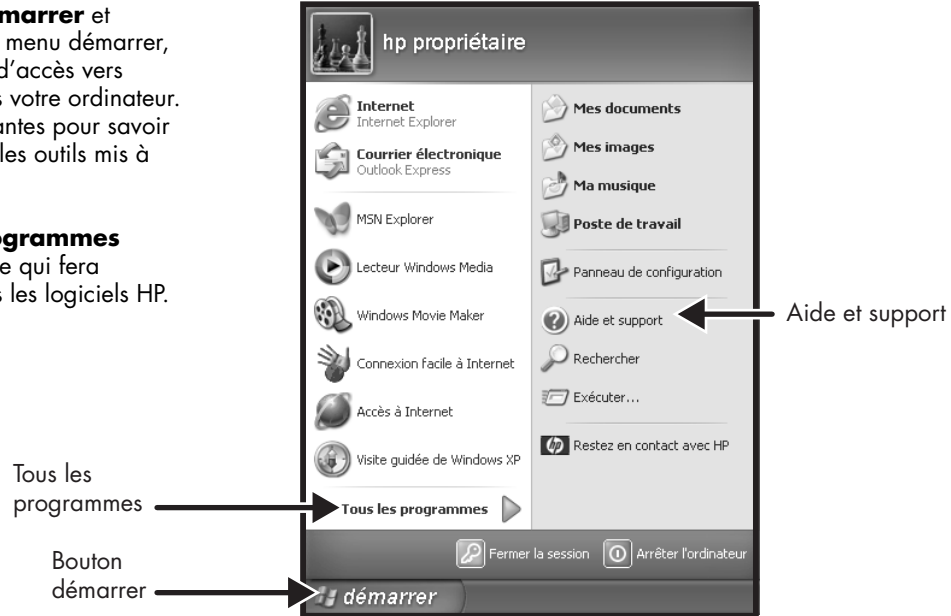 marrer et
menu démarrer,
d'accès vers
s votre ordinateur.
antes pour savoir
les outils mis à
ogrammes
e qui fera
s les logiciels HP.
Tous les
programmes
Bouton
démarrer
hp propriétaire
Internet
Internet Explorer
Courrier électronique
Outlook Express
MSN Explorer
Lecteur Windows Media
Windows Movie Maker
Connexion facile à Internet
Accès à Internet
Visite guidée de Windows XP
Tous les programmes
Mes documents
Mes images
Ma musique
Poste de travail
Panneau de configuration
Aide et support
Rechercher
Exécuter...
hp Restez en contact avec HP
Fermer la session Arrêter l'ordinateur
démarrer
Aide et support